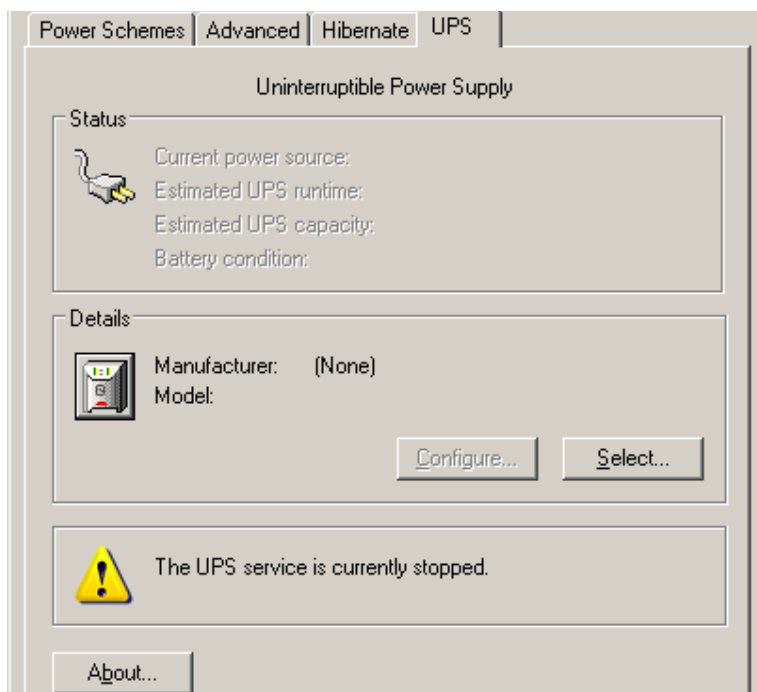 Power Schemes Advanced Hibernate UPS
Uninterruptible Power Supply
Status
Current power source:
Estimated UPS runtime:
Estimated UPS capacity:
Battery condition:
Details
Manufacturer: (None)
Model:
Configure... Select...
The UPS service is currently stopped.
About...